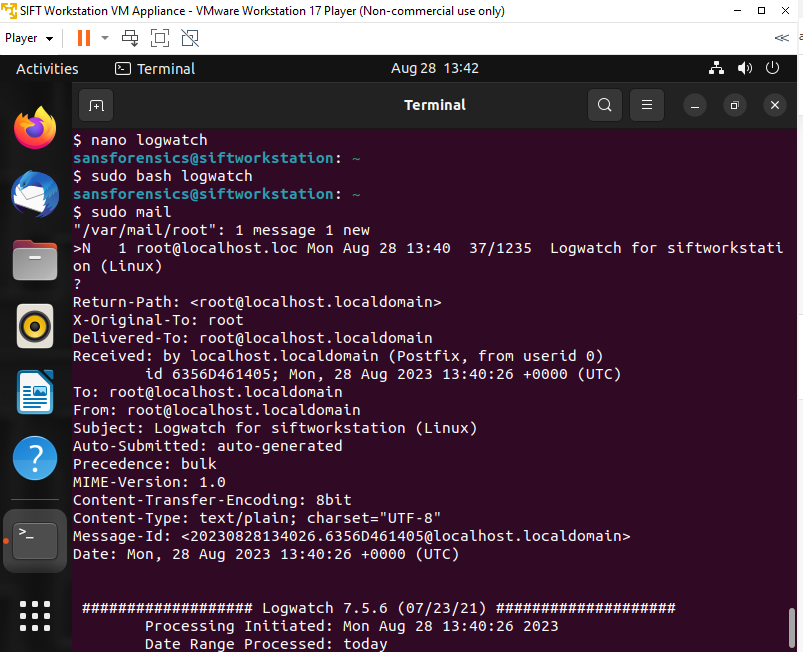 SIFT Workstation VM Appliance - VMware Workstation 17 Player (Non-commercial use only)
Player
Activities
Terminal
Aug 28 13:42
Terminal
$ nano logwatch
sansforensics@siftworkstation: ~
$ sudo bash logwatch
sansforensics@siftworkstation: ~
$ sudo mail
"/var/mail/root": 1 message 1 new
>N   1 root@localhost.loc Mon Aug 28 13:40  37/1235  Logwatch for siftworkstati
on (Linux)
?
Return-Path: <root@localhost.localdomain>
X-Original-To: root
Delivered-To: root@localhost.localdomain
Received: by localhost.localdomain (Postfix, from userid 0)
        id 6356D461405; Mon, 28 Aug 2023 13:40:26 +0000 (UTC)
To: root@localhost.localdomain
From: root@localhost.localdomain
Subject: Logwatch for siftworkstation (Linux)
Auto-Submitted: auto-generated
Precedence: bulk
MIME-Version: 1.0
Content-Transfer-Encoding: 8bit
Content-Type: text/plain; charset="UTF-8"
Message-Id: <20230828134026.6356D461405@localhost.localdomain>
Date: Mon, 28 Aug 2023 13:40:26 +0000 (UTC)
 ################### Logwatch 7.5.6 (07/23/21) ####################
        Processing Initiated: Mon Aug 28 13:40:26 2023
        Date Range Processed: today